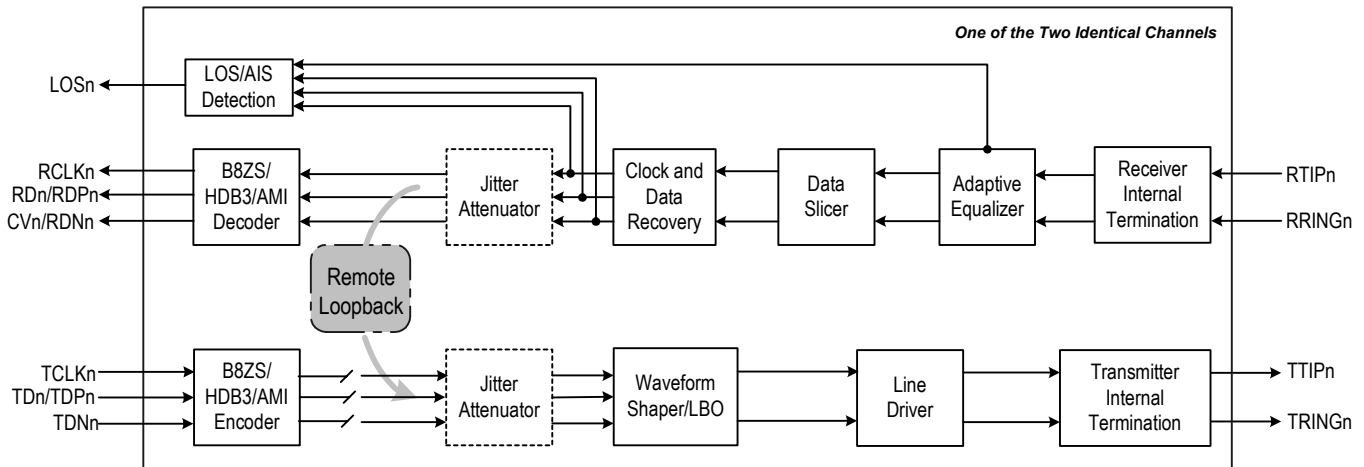 One of the Two Identical Channels
LOSn
LOS/AIS
Detection
RCLKn
RDn/RDPn
CVn/RDNn
B8ZS/
HDB3/AMI
Decoder
Jitter
Attenuator
Clock and
Data
Recovery
Data
Slicer
Adaptive
Equalizer
Receiver
Internal
Termination
RTIPn
RRINGn
Remote
Loopback
TCLKn
TDn/TDPn
TDNn
B8ZS/
HDB3/AMI
Encoder
Jitter
Attenuator
Waveform
Shaper/LBO
Line
Driver
Transmitter
Internal
Termination
TTIPn
TRINGn